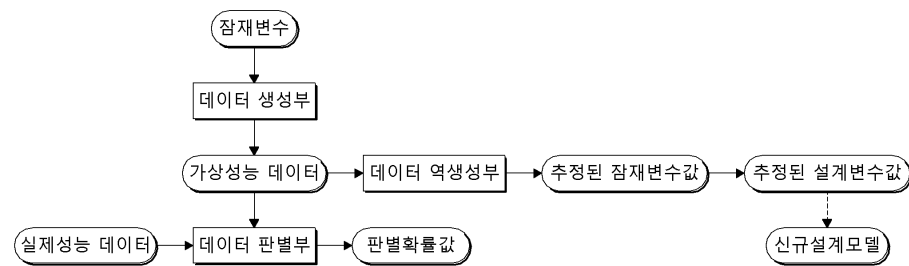 잠재변수
데이터 생성부
가상성능 데이터
데이터 역생성부
추정된 잠재변수값
추정된 설계변수값
실제성능 데이터
데이터 판별부
판별확률값
신규설계모델